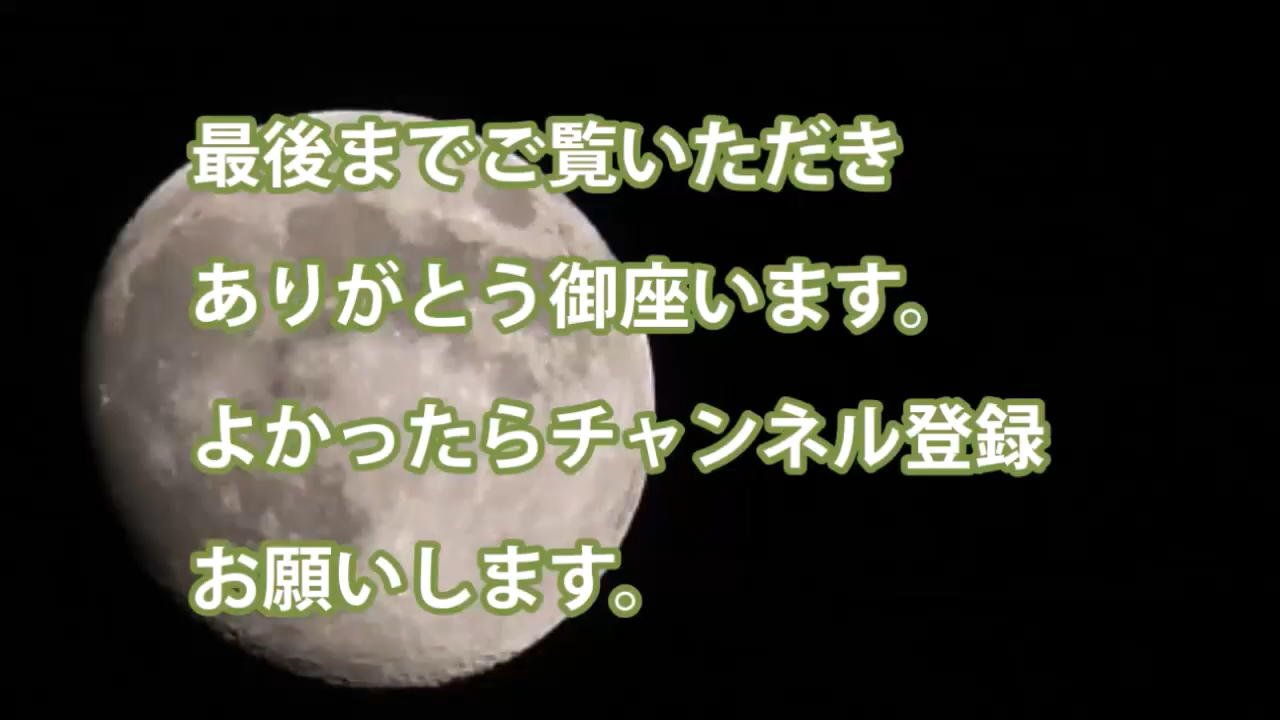 最後までご覧いただき
ありがとう御座います。
よかったらチャンネル登録
お願いします。